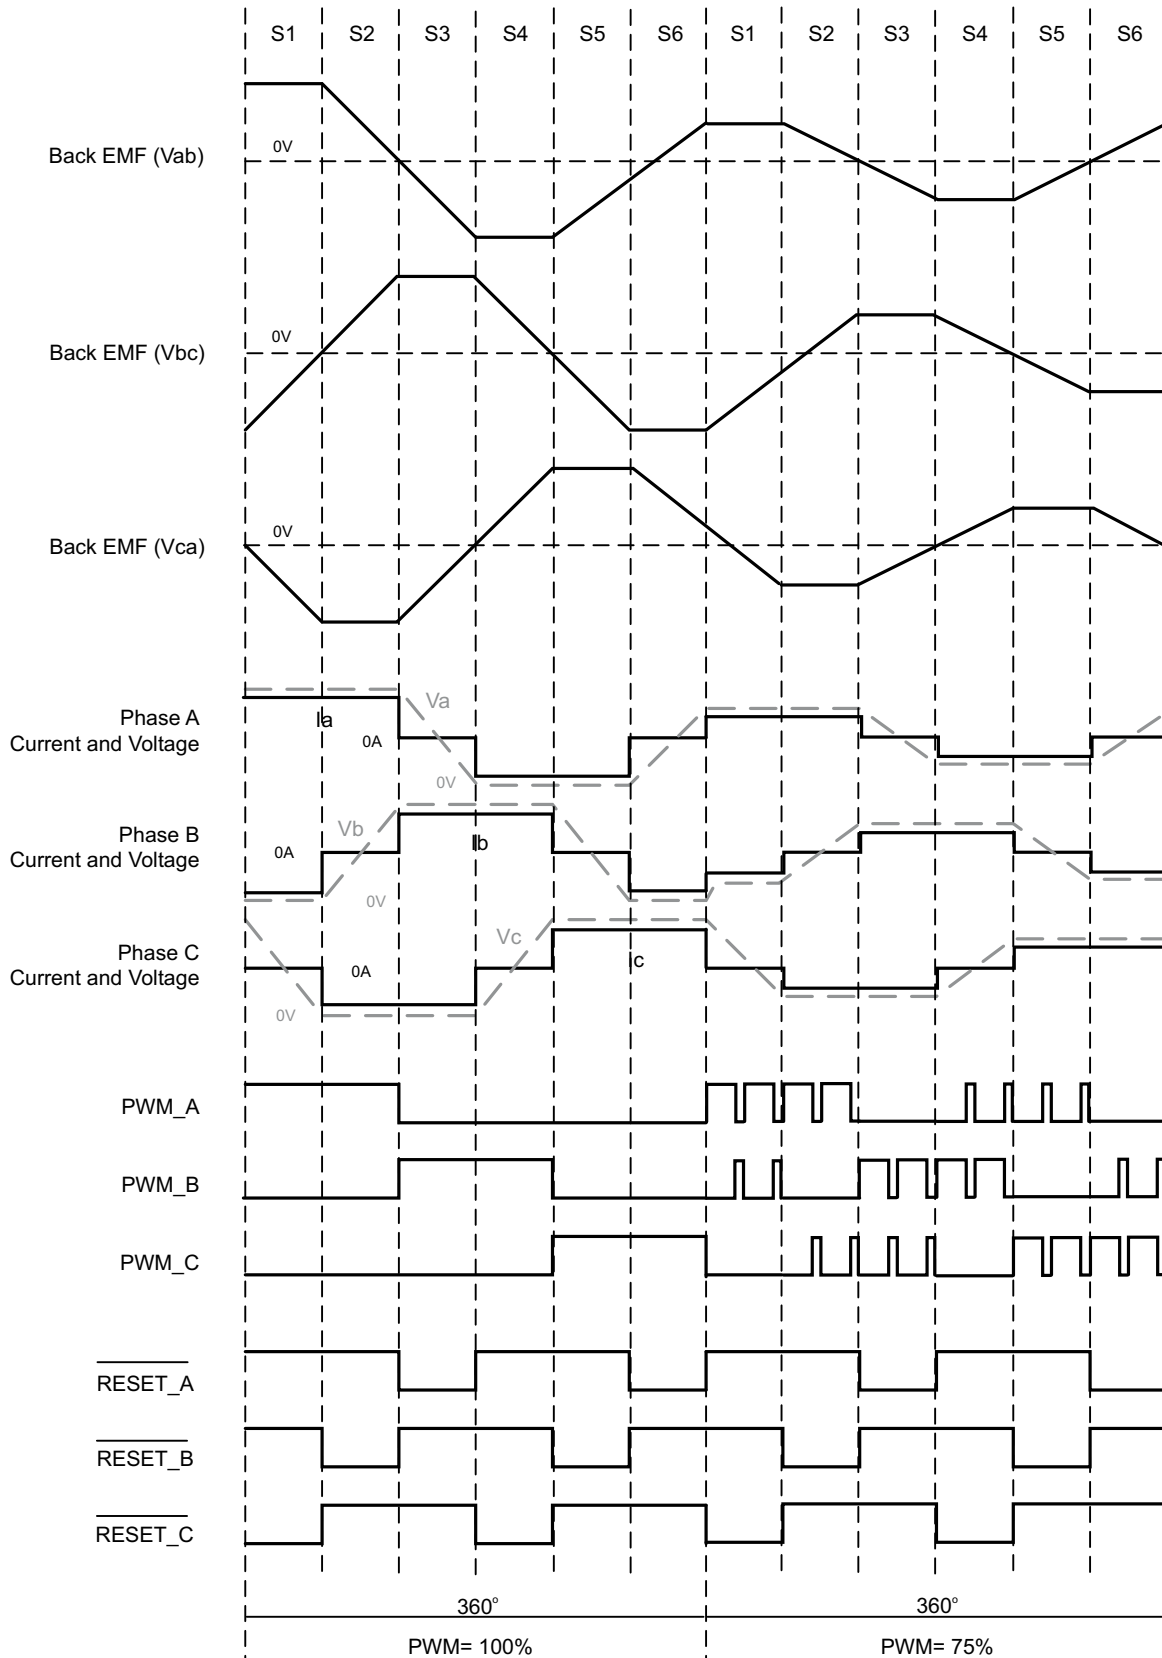 S1 S2 S3 S4 S5 S6 S1 S2 S3 S4 S5 S6
0V
Back EMF (Vab)
0V
Back EMF (Vbc)
0V
Back EMF (Vca)
Phase A
Current and Voltage
Ia
Va
0A
0V
Phase B
Current and Voltage
Vb
Ib
0A
0V
Phase C
Current and Voltage
Vc
Ic
0A
0V
PWM_A
PWM_B
PWM_C
RESET_A
RESET_B
RESET_C
360° 360°
PWM= 100% PWM= 75%